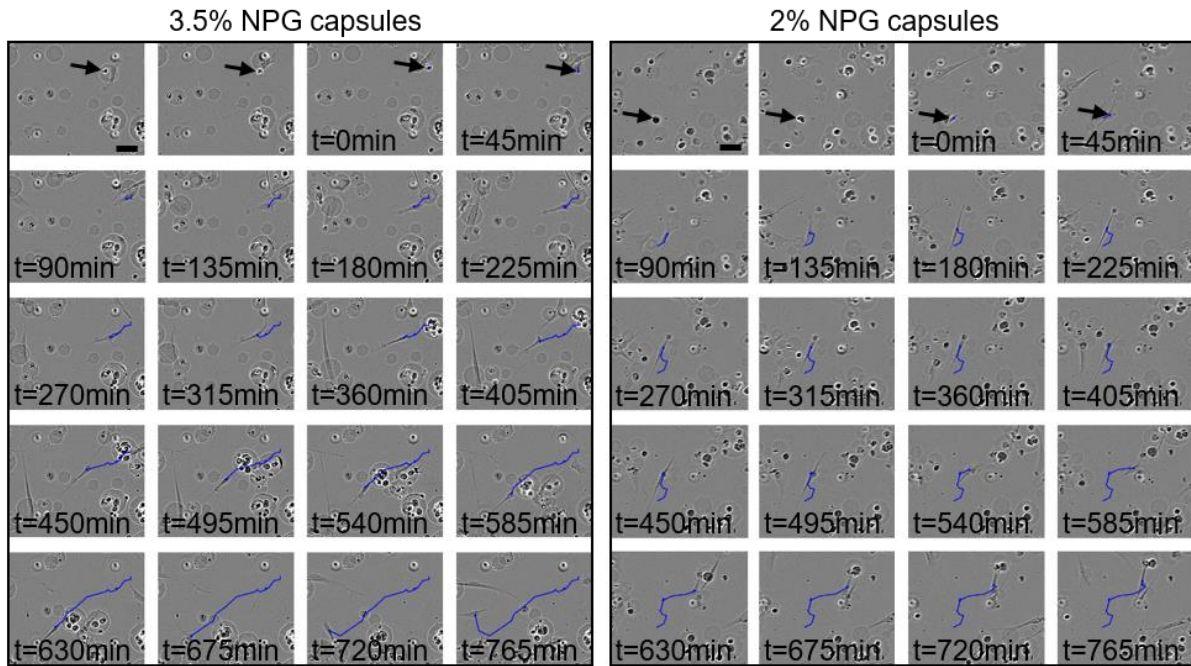 3.5% NPG capsules
t=0min t=45min
t=90min t=135min t=180min t=225min
t=270min t=315min t=360min t=405min
t=450min t=495min t=540min t=585min
t=630min t=675min t=720min t=765min
2% NPG capsules
t=0min t=45min
t=90min t=135min t=180min t=225min
t=270min t=315min t=360min t=405min
t=450min t=495min t=540min t=585min
t=630min t=675min t=720min t=765min